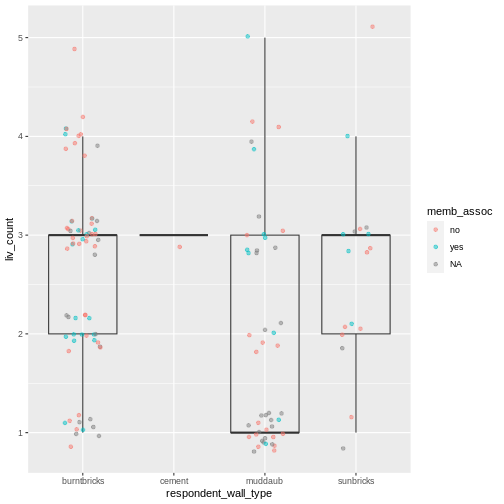 5
4
3
2
1
liv_count
burntbricks cement muddaub sunbricks
respondent_wall_type
memb_assoc
no
yes
NA